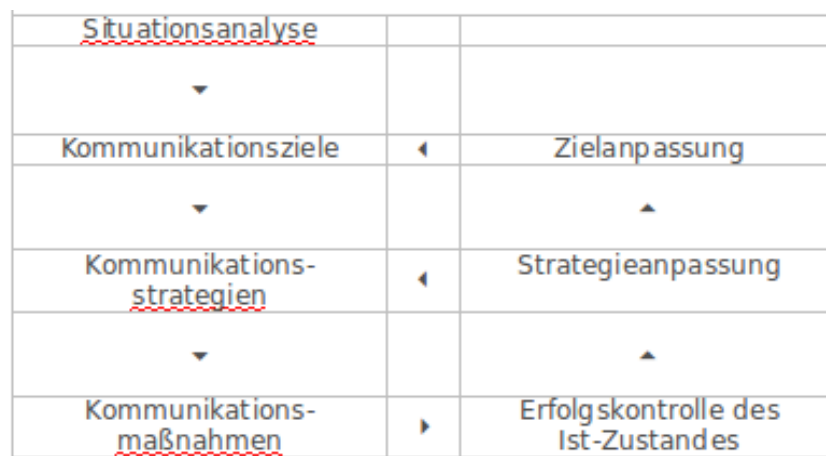 Situationsanalyse
Kommunikationsziele
Zielanpassung
Kommunikations-
strategien
Strategieanpassung
Kommunikations-
maßnahmen
Erfolgskontrolle des
Ist-Zustandes